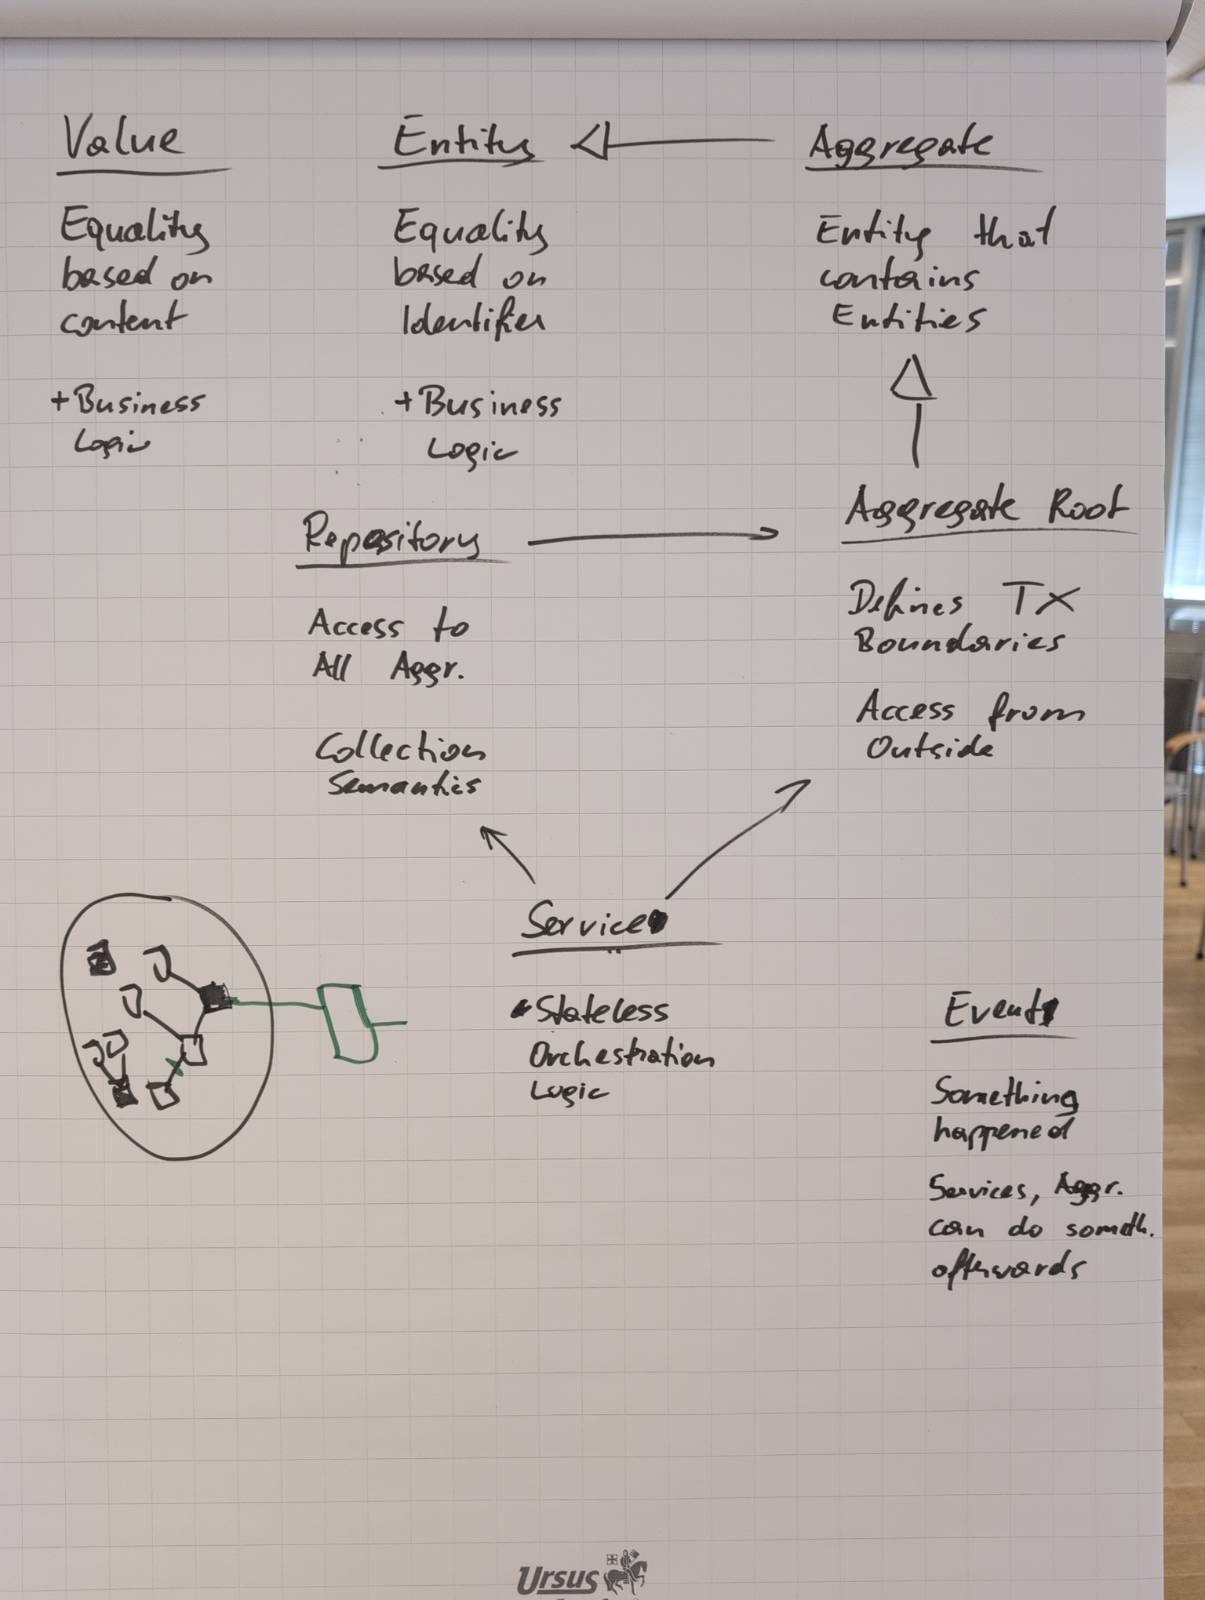 Value
Equality
based on
content
+Business
Logic
Entity
Equality
based on
Identifier
+Business
Logic
Aggregate
Entity that
contains
Entities
Repository
Access to
All Aggr.
Collection
Semantics
Aggregate Root
Defines TX
Boundaries
Access from
Outside
Service
Stateless
Orchestration
Logic
Event
Something
happened
Services, Aggr.
can do someth.
afterwards
Ursus